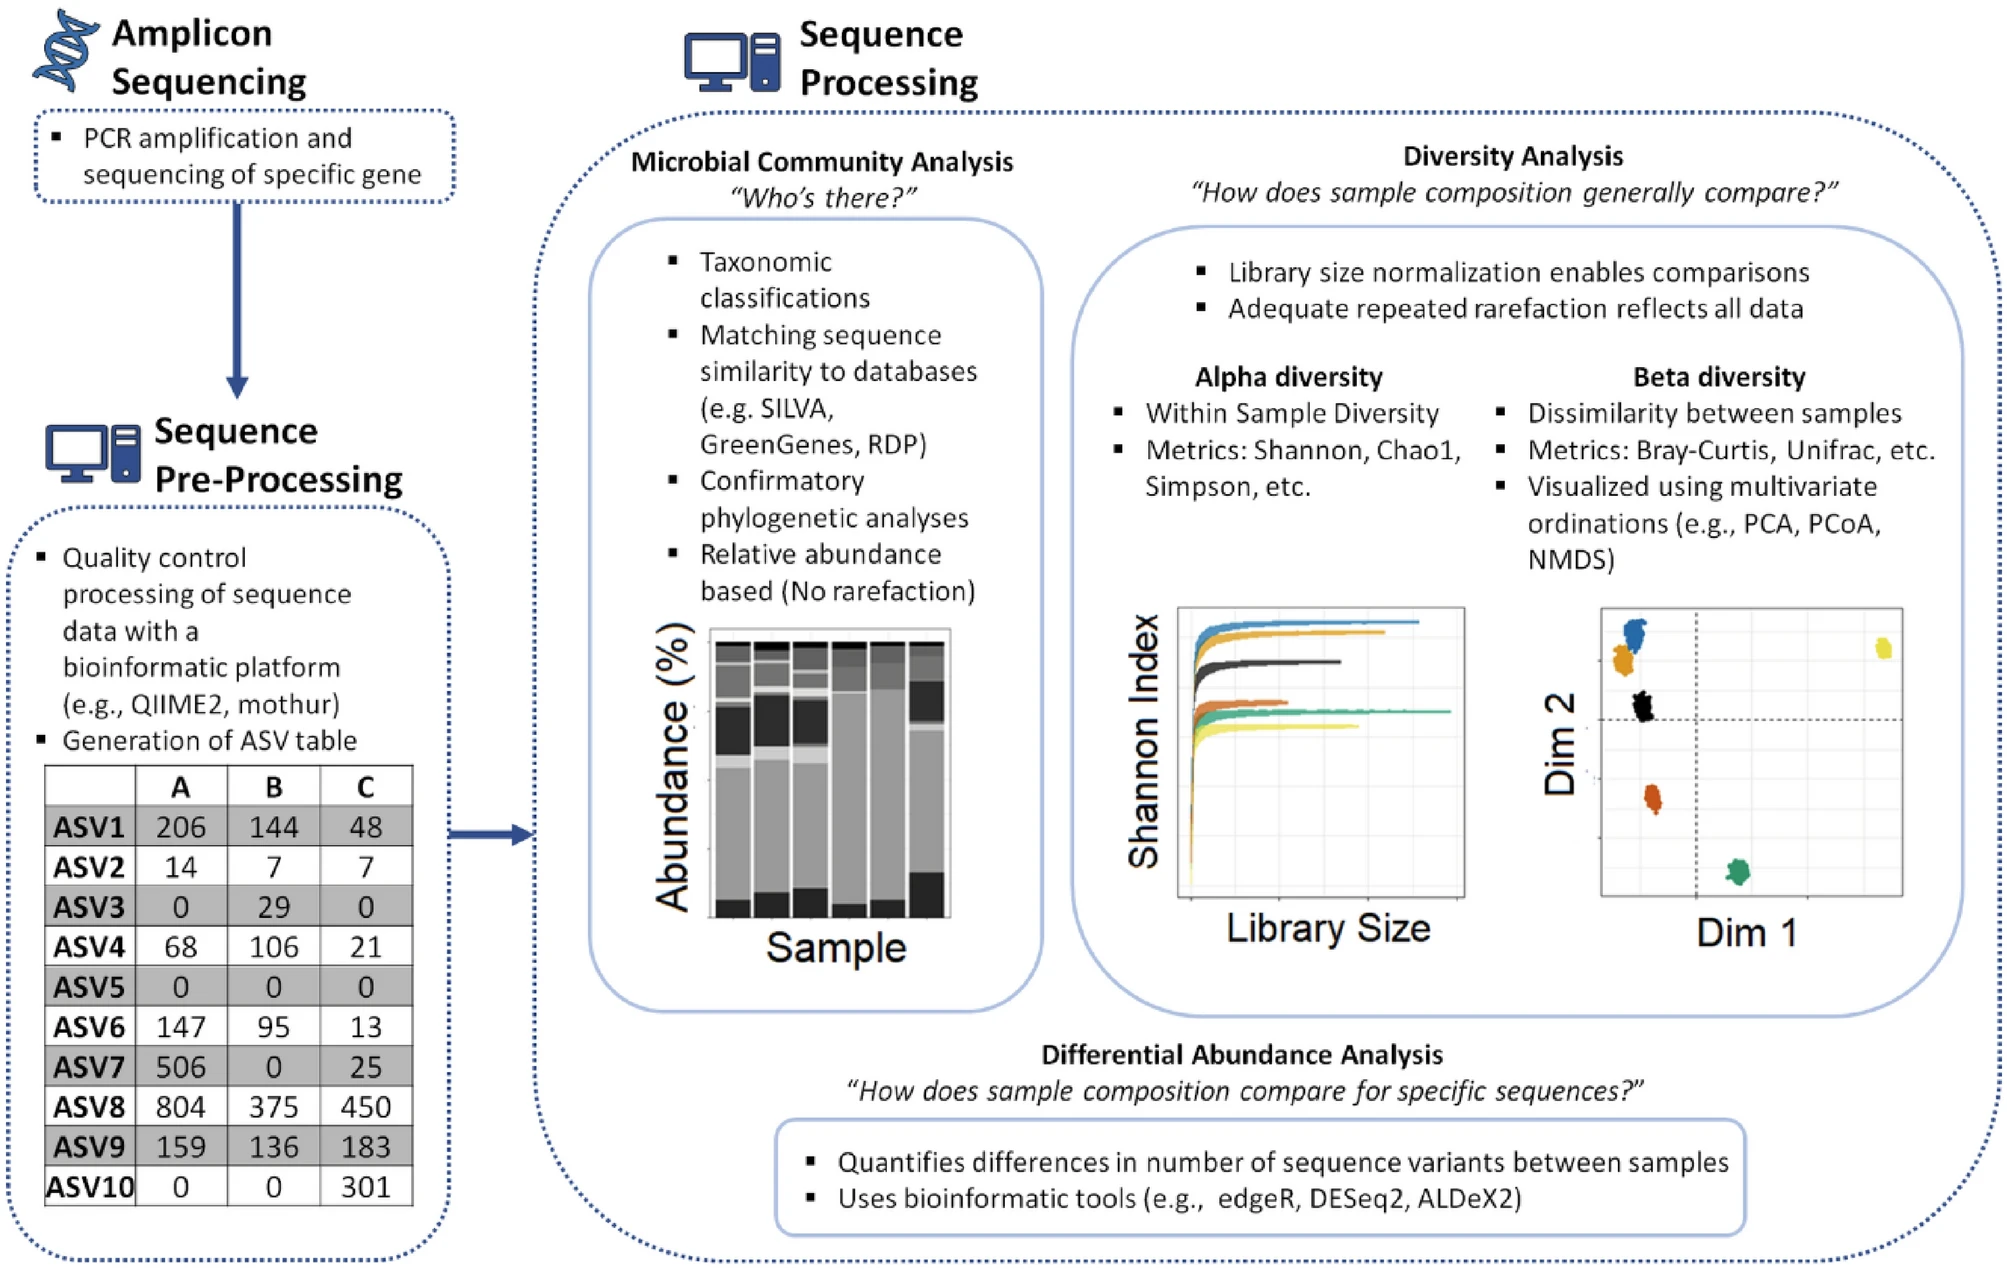 Amplicon
Sequencing
▪ PCR amplification and
sequencing of specific gene
Sequence
Pre-Processing
▪ Quality control
processing of sequence
data with a
bioinformatic platform
(e.g., QIIME2, mothur)
▪ Generation of ASV table
A B C
ASV1 206 144 48
ASV2 14 7 7
ASV3 0 29 0
ASV4 68 106 21
ASV5 0 0 0
ASV6 147 95 13
ASV7 506 0 25
ASV8 804 375 450
ASV9 159 136 183
ASV10 0 0 301
Sequence
Processing
Microbial Community Analysis
“Who’s there?”
▪ Taxonomic
classifications
▪ Matching sequence
similarity to databases
(e.g. SILVA,
GreenGenes, RDP)
▪ Confirmatory
phylogenetic analyses
▪ Relative abundance
based (No rarefaction)
Abundance (%)
Sample
Diversity Analysis
“How does sample composition generally compare?”
▪ Library size normalization enables comparisons
▪ Adequate repeated rarefaction reflects all data
Alpha diversity
▪ Within Sample Diversity
▪ Metrics: Shannon, Chao1,
Simpson, etc.
Shannon Index
Library Size
Beta diversity
▪ Dissimilarity between samples
▪ Metrics: Bray-Curtis, Unifrac, etc.
▪ Visualized using multivariate
ordinations (e.g., PCA, PCoA,
NMDS)
Dim 2
Dim 1
Differential Abundance Analysis
“How does sample composition compare for specific sequences?”
▪ Quantifies differences in number of sequence variants between samples
▪ Uses bioinformatic tools (e.g., edgeR, DESeq2, ALDeX2)